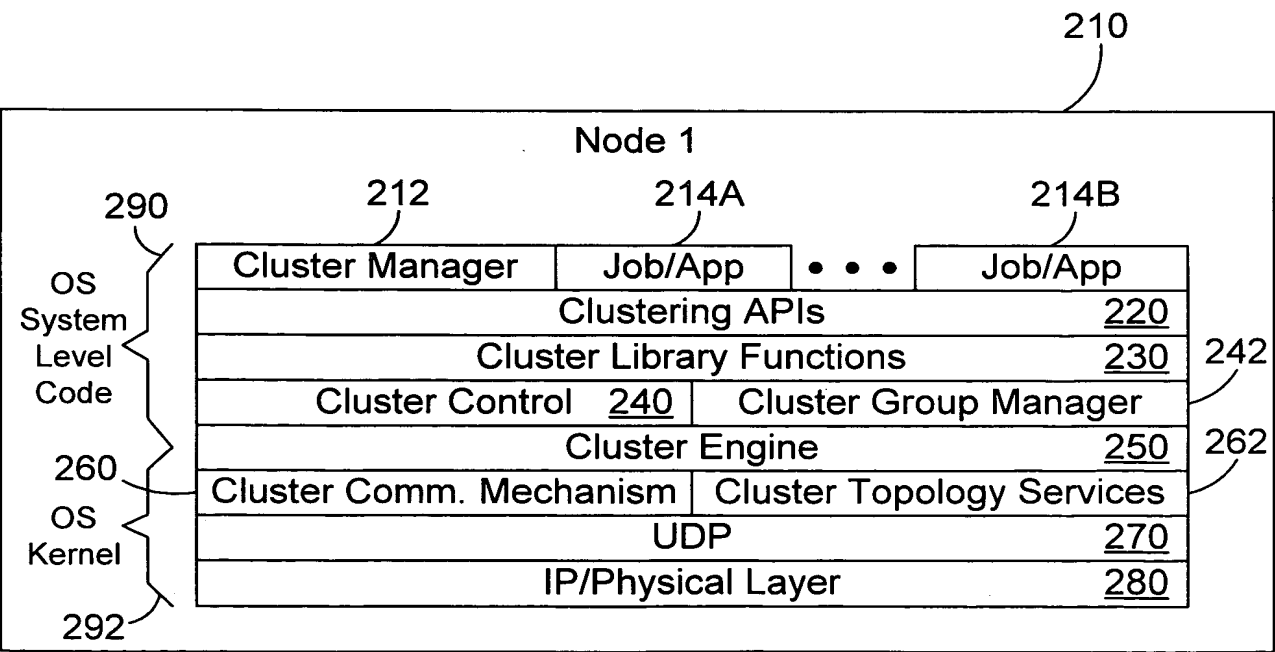 210
Node 1
290
212
214A
214B
Cluster Manager
Job/App
• • •
Job/App
OS
System
Level
Code
Clustering APIs 220
Cluster Library Functions 230
242
Cluster Control 240
Cluster Group Manager
Cluster Engine 250
262
260
Cluster Comm. Mechanism
Cluster Topology Services
OS
Kernel
UDP 270
IP/Physical Layer 280
292